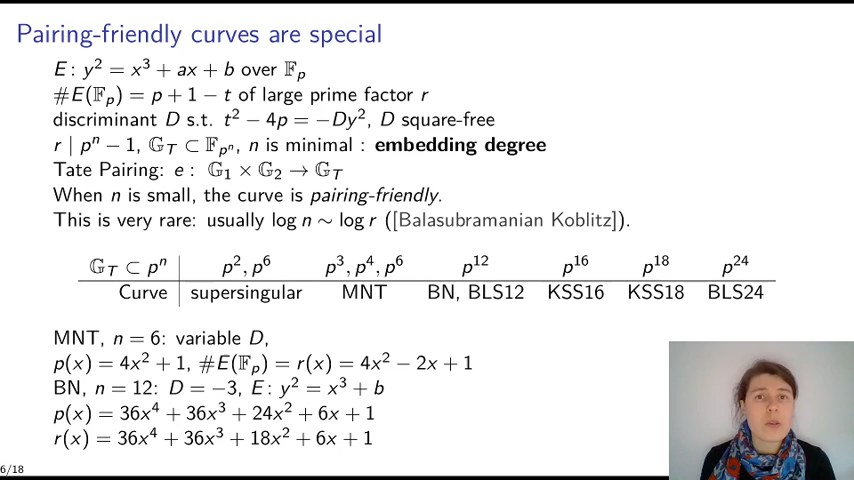 Pairing-friendly curves are special
E: y² = x³ + ax + b over 𝔽ₚ
#E(𝔽ₚ) = p + 1 − t of large prime factor r
discriminant D s.t. t² − 4p = −Dy², D square-free
r | pⁿ − 1, 𝔾_T ⊂ 𝔽_{pⁿ}, n is minimal : embedding degree
Tate Pairing: e : 𝔾₁ × 𝔾₂ → 𝔾_T
When n is small, the curve is pairing-friendly.
This is very rare: usually log n ∼ log r ([Balasubramanian Koblitz]).
𝔾_T ⊂ pⁿ | p², p⁶ p³, p⁴, p⁶ p¹² p¹⁶ p¹⁸ p²⁴
Curve | supersingular MNT BN, BLS12 KSS16 KSS18 BLS24
MNT, n = 6: variable D,
p(x) = 4x² + 1, #E(𝔽ₚ) = r(x) = 4x² − 2x + 1
BN, n = 12: D = −3, E: y² = x³ + b
p(x) = 36x⁴ + 36x³ + 24x² + 6x + 1
r(x) = 36x⁴ + 36x³ + 18x² + 6x + 1
6/18